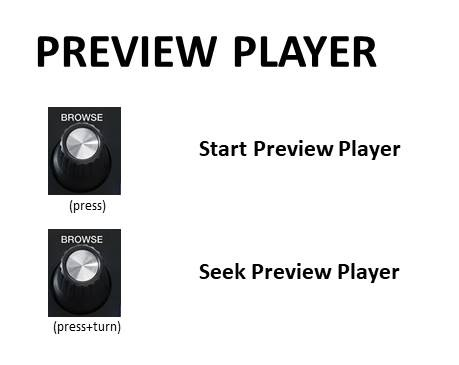 PREVIEW PLAYER
BROWSE
Start Preview Player
(press)
BROWSE
Seek Preview Player
(press+turn)